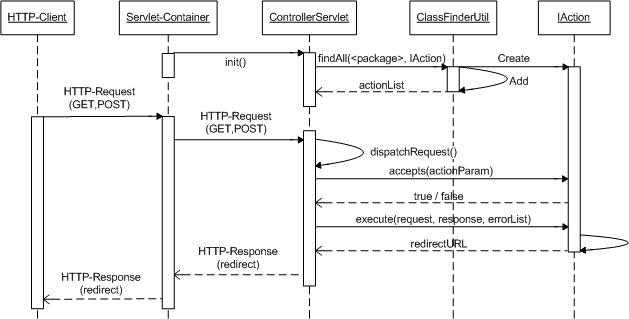 HTTP-Client
Servlet-Container
ControllerServlet
ClassFinderUtil
IAction
init()
findAll(<package>, IAction)
Create
Add
actionList
HTTP-Request
(GET,POST)
HTTP-Request
(GET,POST)
dispatchRequest()
accepts(actionParam)
true / false
execute(request, response, errorList)
redirectURL
HTTP-Response
(redirect)
HTTP-Response
(redirect)